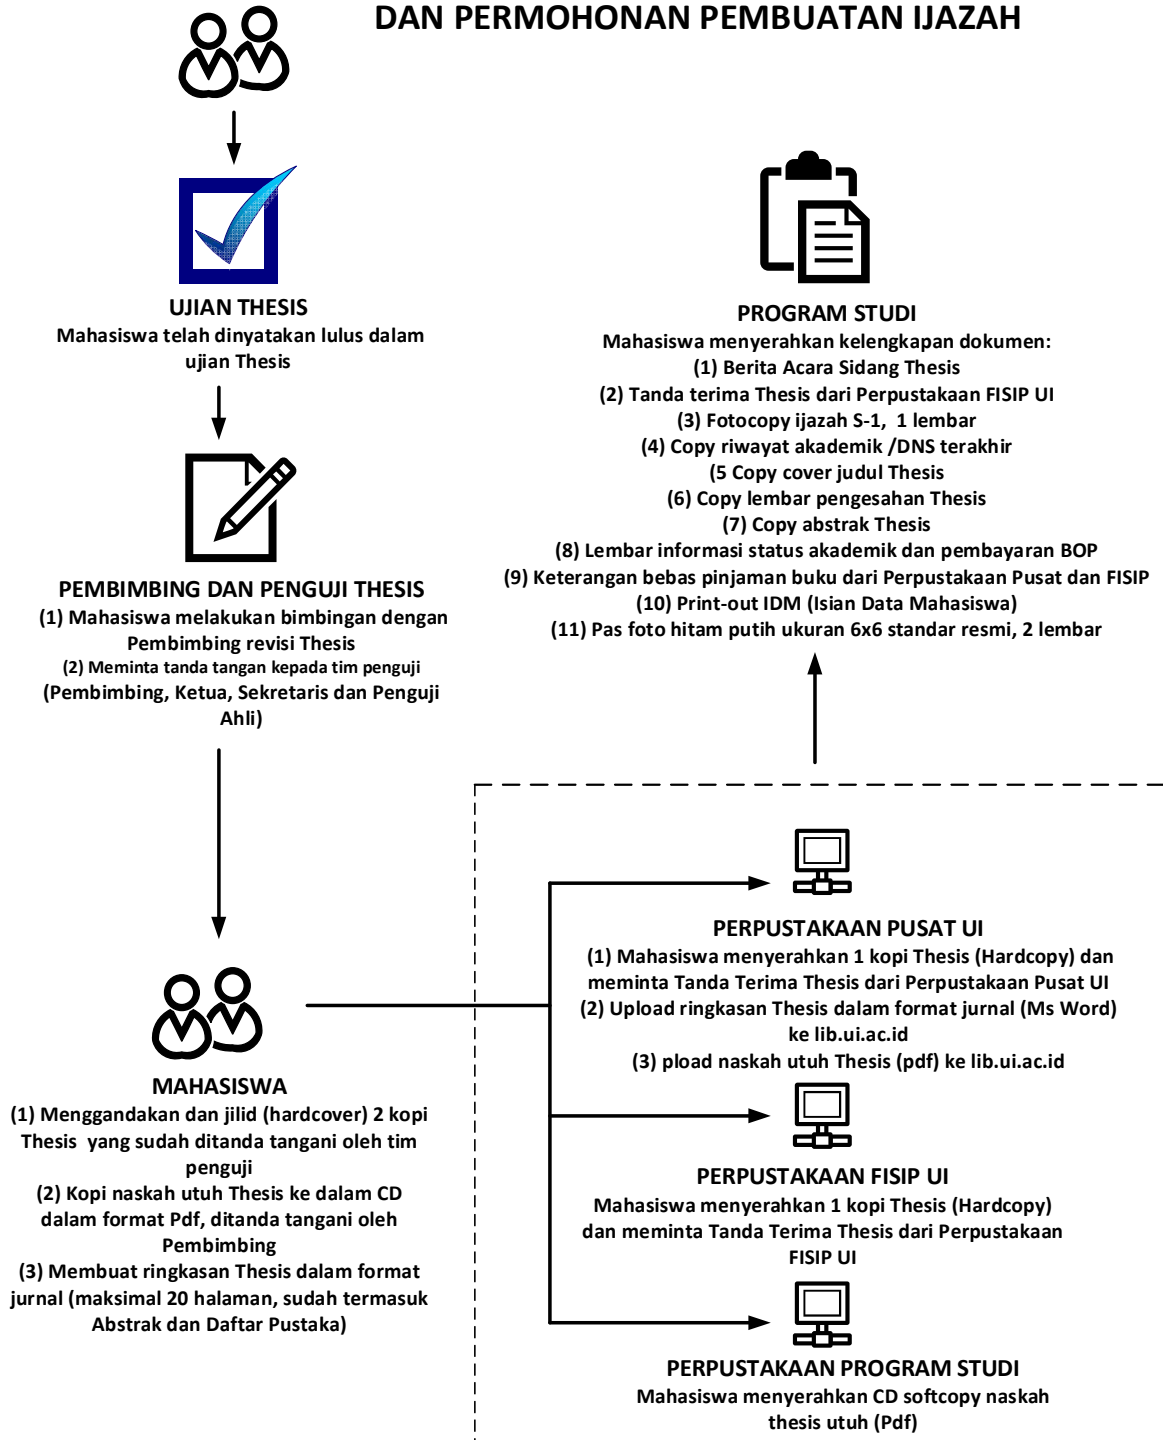 DAN PERMOHONAN PEMBUATAN IJAZAH
UJIAN THESIS
Mahasiswa telah dinyatakan lulus dalam
ujian Thesis
PEMBIMBING DAN PENGUJI THESIS
(1) Mahasiswa melakukan bimbingan dengan
Pembimbing revisi Thesis
(2) Meminta tanda tangan kepada tim penguji
(Pembimbing, Ketua, Sekretaris dan Penguji
Ahli)
MAHASISWA
(1) Menggandakan dan jilid (hardcover) 2 kopi
Thesis  yang sudah ditanda tangani oleh tim
penguji
(2) Kopi naskah utuh Thesis ke dalam CD
dalam format Pdf, ditanda tangani oleh
Pembimbing
(3) Membuat ringkasan Thesis dalam format
jurnal (maksimal 20 halaman, sudah termasuk
Abstrak dan Daftar Pustaka)
PERPUSTAKAAN PUSAT UI
(1) Mahasiswa menyerahkan 1 kopi Thesis (Hardcopy) dan
meminta Tanda Terima Thesis dari Perpustakaan Pusat UI
(2) Upload ringkasan Thesis dalam format jurnal (Ms Word)
ke lib.ui.ac.id
(3) pload naskah utuh Thesis (pdf) ke lib.ui.ac.id
PERPUSTAKAAN FISIP UI
Mahasiswa menyerahkan 1 kopi Thesis (Hardcopy)
dan meminta Tanda Terima Thesis dari Perpustakaan
FISIP UI
PERPUSTAKAAN PROGRAM STUDI
Mahasiswa menyerahkan CD softcopy naskah
thesis utuh (Pdf)
PROGRAM STUDI
Mahasiswa menyerahkan kelengkapan dokumen:
(1) Berita Acara Sidang Thesis
(2) Tanda terima Thesis dari Perpustakaan FISIP UI
(3) Fotocopy ijazah S-1,  1 lembar
(4) Copy riwayat akademik /DNS terakhir
(5 Copy cover judul Thesis
(6) Copy lembar pengesahan Thesis
(7) Copy abstrak Thesis
(8) Lembar informasi status akademik dan pembayaran BOP
(9) Keterangan bebas pinjaman buku dari Perpustakaan Pusat dan FISIP
(10) Print-out IDM (Isian Data Mahasiswa)
(11) Pas foto hitam putih ukuran 6x6 standar resmi, 2 lembar